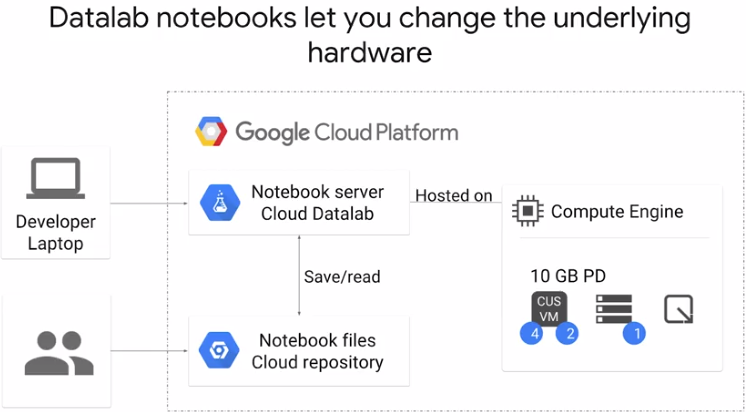 Datalab notebooks let you change the underlying
hardware
Google Cloud Platform
Developer
Laptop
Notebook server
Cloud Datalab
Hosted on
Compute Engine
Save/read
10 GB PD
CUS
VM
4
2
1
Notebook files
Cloud repository